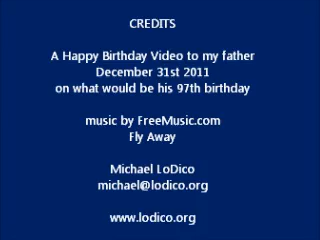 CREDITS
A Happy Birthday Video to my father
December 31st 2011
on what would be his 97th birthday
music by FreeMusic.com
Fly Away
Michael LoDico
michael@lodico.org
www.lodico.org